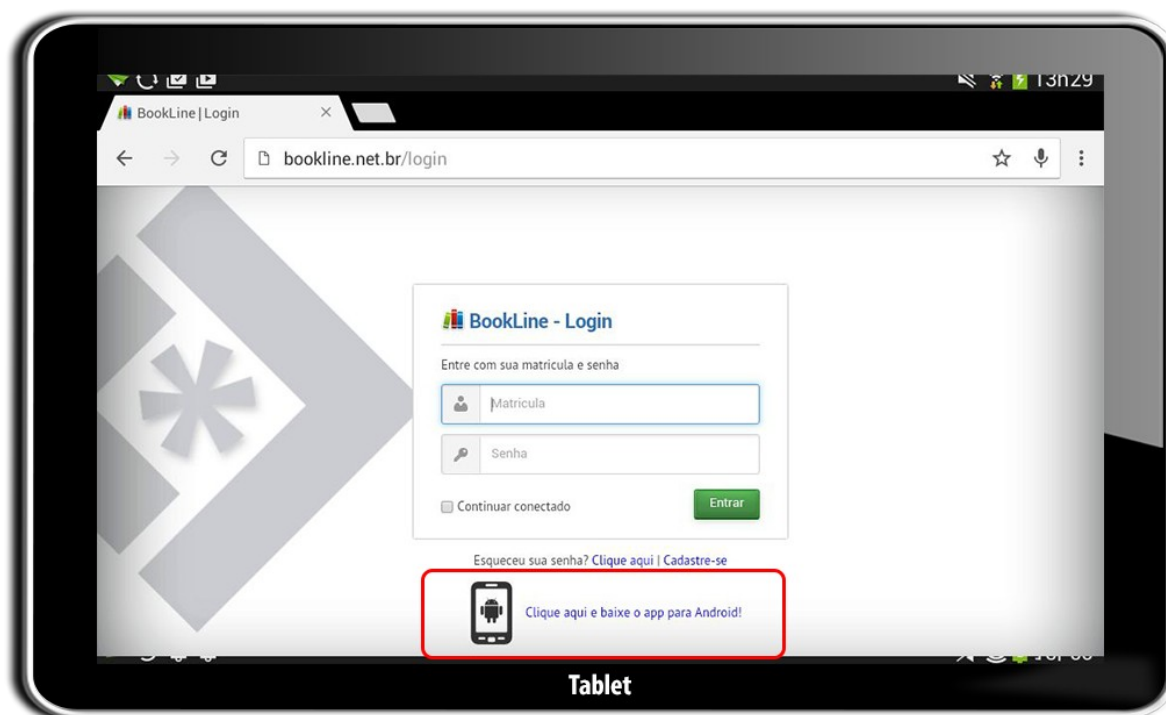 13h29
BookLine | Login
bookline.net.br/login
BookLine - Login
Entre com sua matricula e senha
Matricula
Senha
Continuar conectado
Entrar
Esqueceu sua senha? Clique aqui | Cadastre-se
Clique aqui e baixe o app para Android!
Tablet